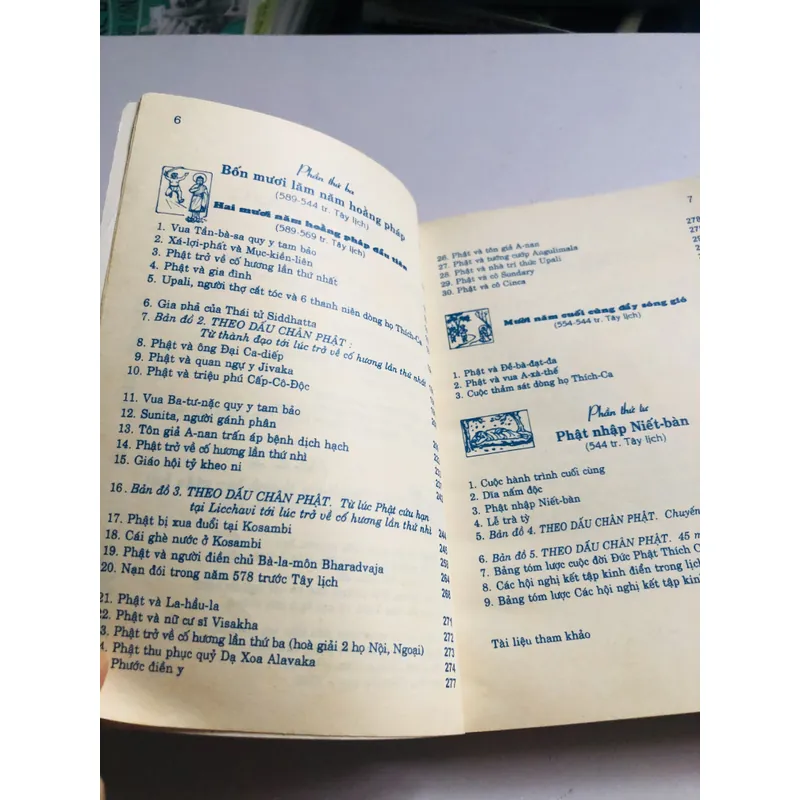 6
Phần thứ ba
Bốn mươi lăm năm hoằng pháp
(589-544 tr. Tây lịch)
Hai mươi năm hoằng pháp đầu tiên
(589-569 tr. Tây lịch)
1. Vua Tần-bà-sa quy y tam bảo
2. Xá-lợi-phất và Mục-kiền-liên
3. Phật trở về cố hương lần thứ nhất
4. Phật và gia đình
5. Upali, người thợ cắt tóc và 6 thanh niên dòng họ Thích-Ca
6. Gia phả của Thái tử Siddhatta
7. Bản đồ 2. THEO DẤU CHÂN PHẬT :
Từ thành đạo tới lúc trở về cố hương lần thứ nhất
8. Phật và ông Đại Ca-diếp
9. Phật và quan ngự y Jivaka
10. Phật và triệu phú Cấp-Cô-Độc
11. Vua Ba-tư-nặc quy y tam bảo
12. Sunita, người gánh phân
13. Tôn giả A-nan trấn áp bệnh dịch hạch
14. Phật trở về cố hương lần thứ nhì
15. Giáo hội tỳ kheo ni
16. Bản đồ 3. THEO DẤU CHÂN PHẬT. Từ lúc Phật cứu hạn
tại Licchavi tới lúc trở về cố hương lần thứ nhì
17. Phật bị xua đuổi tại Kosambi 244
18. Cái ghè nước ở Kosambi 245
19. Phật và người điền chủ Bà-la-môn Bharadvaja
20. Nạn đói trong năm 578 trước Tây lịch
21. Phật và La-hầu-la 271
22. Phật và nữ cư sĩ Visakha 272
3. Phật trở về cố hương lần thứ ba (hoà giải 2 họ Nội, Ngoại) 273
4. Phật thu phục quỷ Dạ Xoa Alavaka 274
Phước điền y 277
7
26. Phật và tôn giả A-nan 278
27. Phật và tướng cướp Angulimala
28. Phật và nhà trí thức Upali
29. Phật và cô Sundary
30. Phật và cô Cinca
Mười năm cuối cùng đầy sóng gió
(554-544 tr. Tây lịch)
1. Phật và Đề-bà-đạt-đa
2. Phật và vua A-xà-thế
3. Cuộc thảm sát dòng họ Thích-Ca
Phần thứ tư
Phật nhập Niết-bàn
(544 tr. Tây lịch)
1. Cuộc hành trình cuối cùng
2. Dĩa nấm độc
3. Phật nhập Niết-bàn
4. Lễ trà tỳ
5. Bản đồ 4. THEO DẤU CHÂN PHẬT. Chuyến
6. Bản đồ 5. THEO DẤU CHÂN PHẬT. 45
7. Bảng tóm lược cuộc đời Đức Phật Thích
8. Các hội nghị kết tập kinh điển trong lịch
9. Bảng tóm lược Các hội nghị kết tập kinh
Tài liệu tham khảo